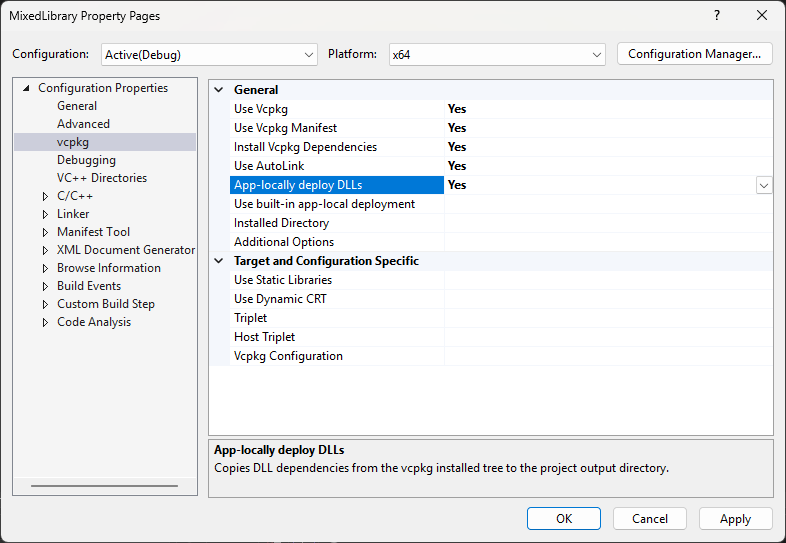 MixedLibrary Property Pages
?
Configuration: Active(Debug) Platform: x64 Configuration Manager...
Configuration Properties
General
Advanced
vcpkg
Debugging
VC++ Directories
C/C++
Linker
Manifest Tool
XML Document Generator
Browse Information
Build Events
Custom Build Step
Code Analysis
General
Use Vcpkg Yes
Use Vcpkg Manifest Yes
Install Vcpkg Dependencies Yes
Use AutoLink Yes
App-locally deploy DLLs Yes
Use built-in app-local deployment
Installed Directory
Additional Options
Target and Configuration Specific
Use Static Libraries
Use Dynamic CRT
Triplet
Host Triplet
Vcpkg Configuration
App-locally deploy DLLs
Copies DLL dependencies from the vcpkg installed tree to the project output directory.
OK Cancel Apply